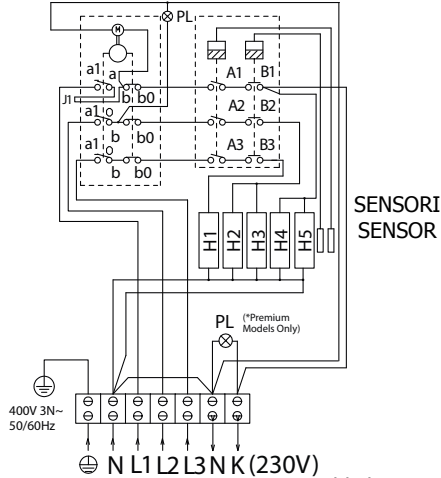 PL
M
a1 a
A1 B1
J1 b b0
a1
A2 B2
b b0
a1
A3 B3
b b0
H1 H2 H3 H4 H5
SENSORI
SENSOR
PL (*Premium
Models Only)
400V 3N~
50/60Hz
N L1 L2 L3 N K (230V)